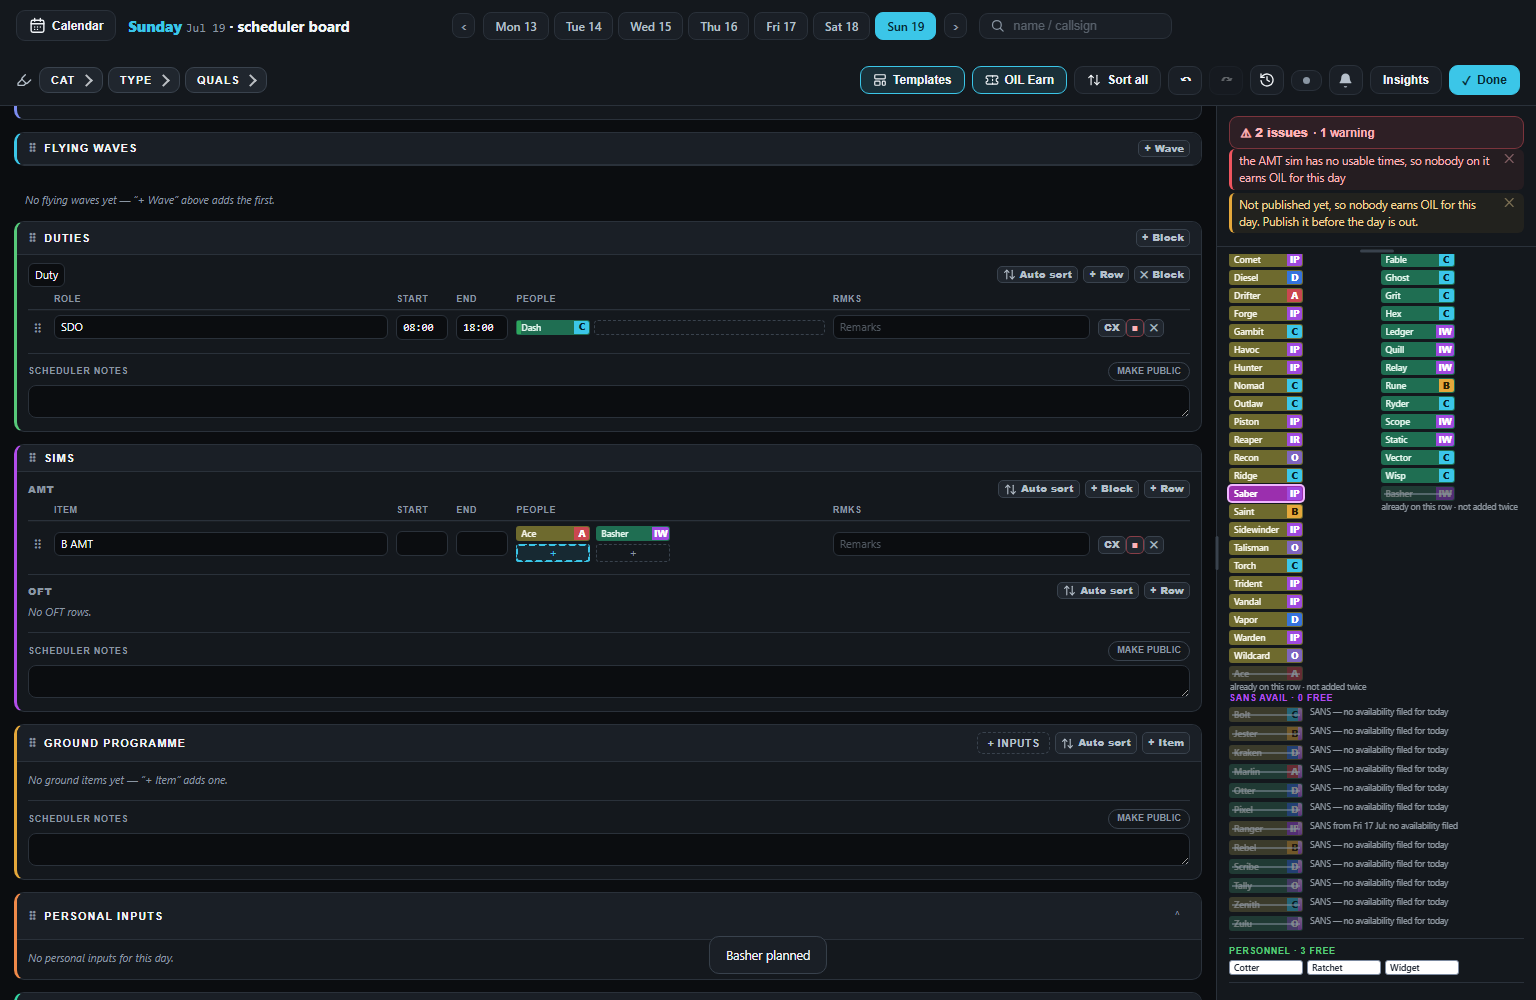 Calendar
Sunday Jul 19 · scheduler board
‹ Mon 13 Tue 14 Wed 15 Thu 16 Fri 17 Sat 18 Sun 19 ›
name / callsign
CAT TYPE QUALS
Templates OIL Earn Sort all Insights ✓ Done
FLYING WAVES
+ Wave
No flying waves yet — "+ Wave" above adds the first.
DUTIES
+ Block
Duty
Auto sort + Row ✕ Block
ROLE START END PEOPLE RMKS
SDO 08:00 18:00 Dash C Remarks CX ✕
SCHEDULER NOTES MAKE PUBLIC
SIMS
AMT Auto sort + Block + Row
ITEM START END PEOPLE RMKS
Ace A Basher IW
B AMT Remarks CX ✕
+ +
OFT Auto sort + Row
No OFT rows.
SCHEDULER NOTES MAKE PUBLIC
GROUND PROGRAMME + INPUTS Auto sort + Item
No ground items yet — "+ Item" adds one.
SCHEDULER NOTES MAKE PUBLIC
PERSONAL INPUTS
No personal inputs for this day.
Basher planned
⚠ 2 issues · 1 warning
the AMT sim has no usable times, so nobody on it
earns OIL for this day
Not published yet, so nobody earns OIL for this
day. Publish it before the day is out.
Comet IP
Diesel D
Drifter A
Forge IP
Gambit C
Havoc IP
Hunter IP
Nomad C
Outlaw C
Piston IP
Reaper IR
Recon O
Ridge C
Saber IP
Saint B
Sidewinder IP
Talisman O
Torch C
Trident IP
Vandal IP
Vapor D
Warden IP
Wildcard O
Ace A
already on this row · not added twice
Fable C
Ghost C
Grit C
Hex C
Ledger IW
Quill IW
Relay IW
Rune B
Ryder C
Scope IW
Static IW
Vector C
Wisp C
Basher IW
already on this row · not added twice
SANS AVAIL · 0 FREE
Bolt C SANS — no availability filed for today
Jester B SANS — no availability filed for today
Kraken D SANS — no availability filed for today
Marlin A SANS — no availability filed for today
Otter D SANS — no availability filed for today
Pixel D SANS — no availability filed for today
Ranger IP SANS from Fri 17 Jul: no availability filed
Rebel B SANS — no availability filed for today
Scribe D SANS — no availability filed for today
Tally O SANS — no availability filed for today
Zenith C SANS — no availability filed for today
Zulu O SANS — no availability filed for today
PERSONNEL · 3 FREE
Cotter Ratchet Widget